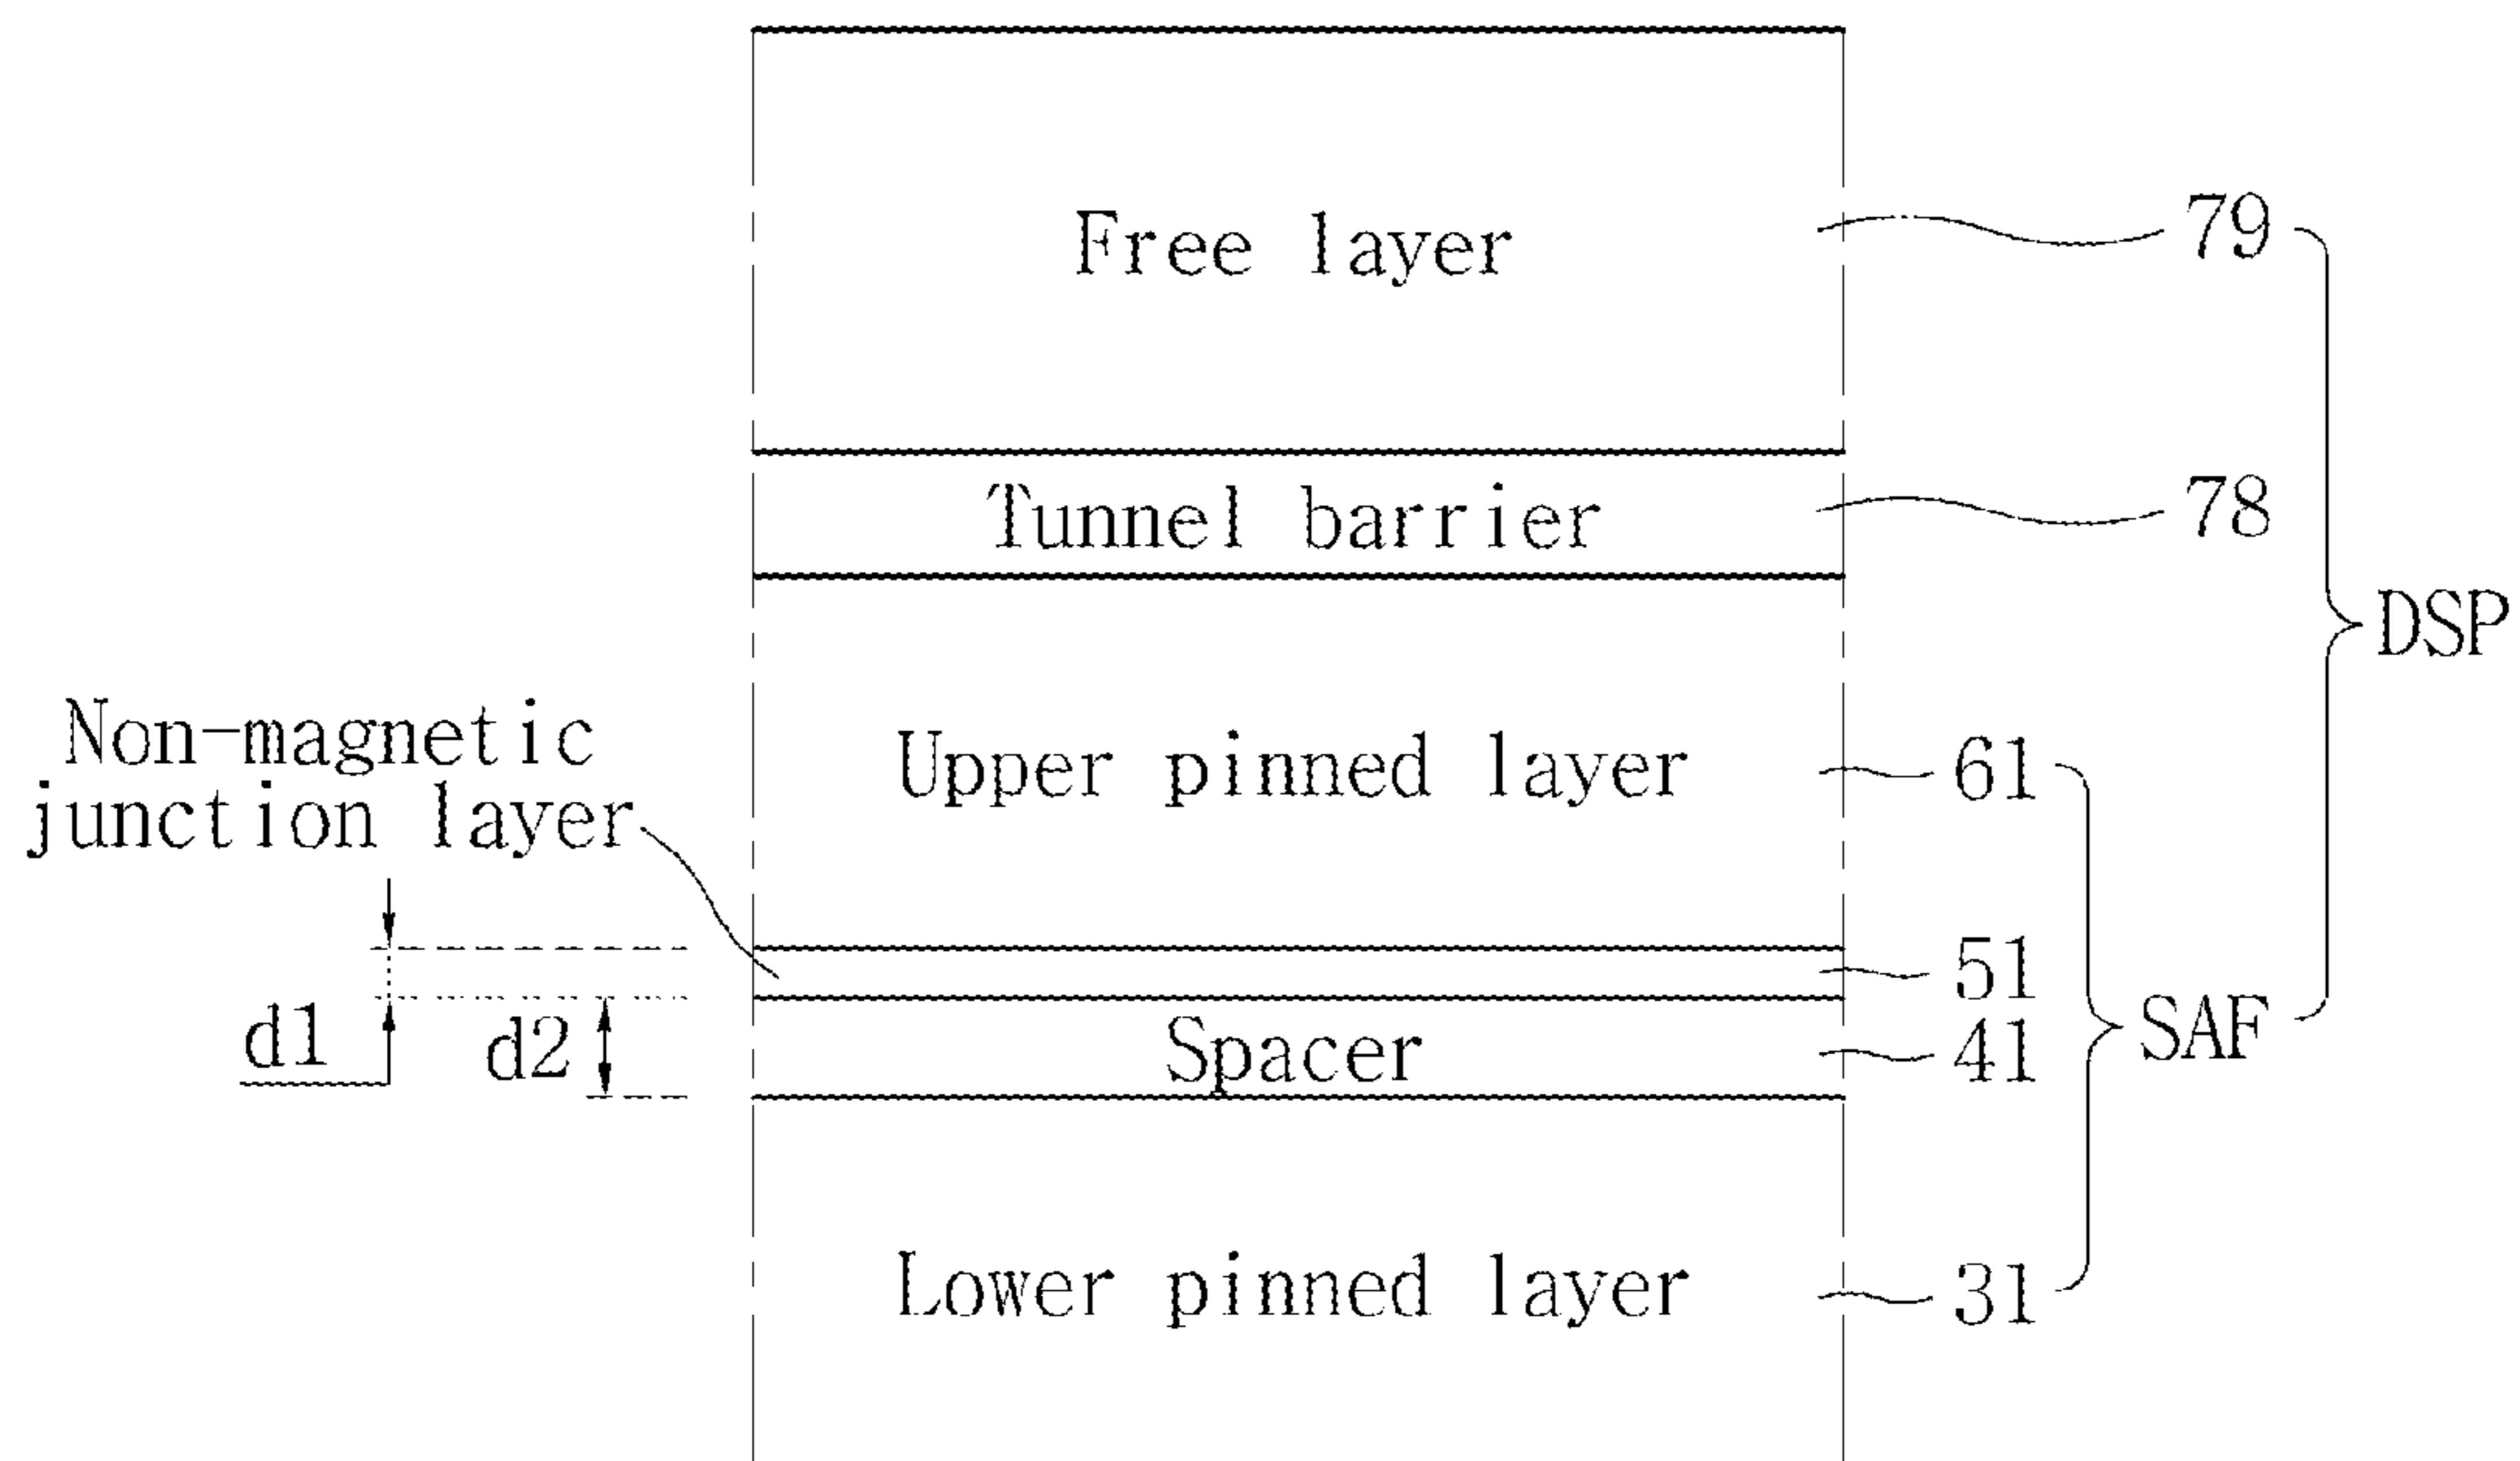 Free layer
79
Tunnel barrier
78
DSP
Non-magnetic
junction layer
Upper pinned layer
61
51
d1
d2
Spacer
41
SAF
Lower pinned layer
31